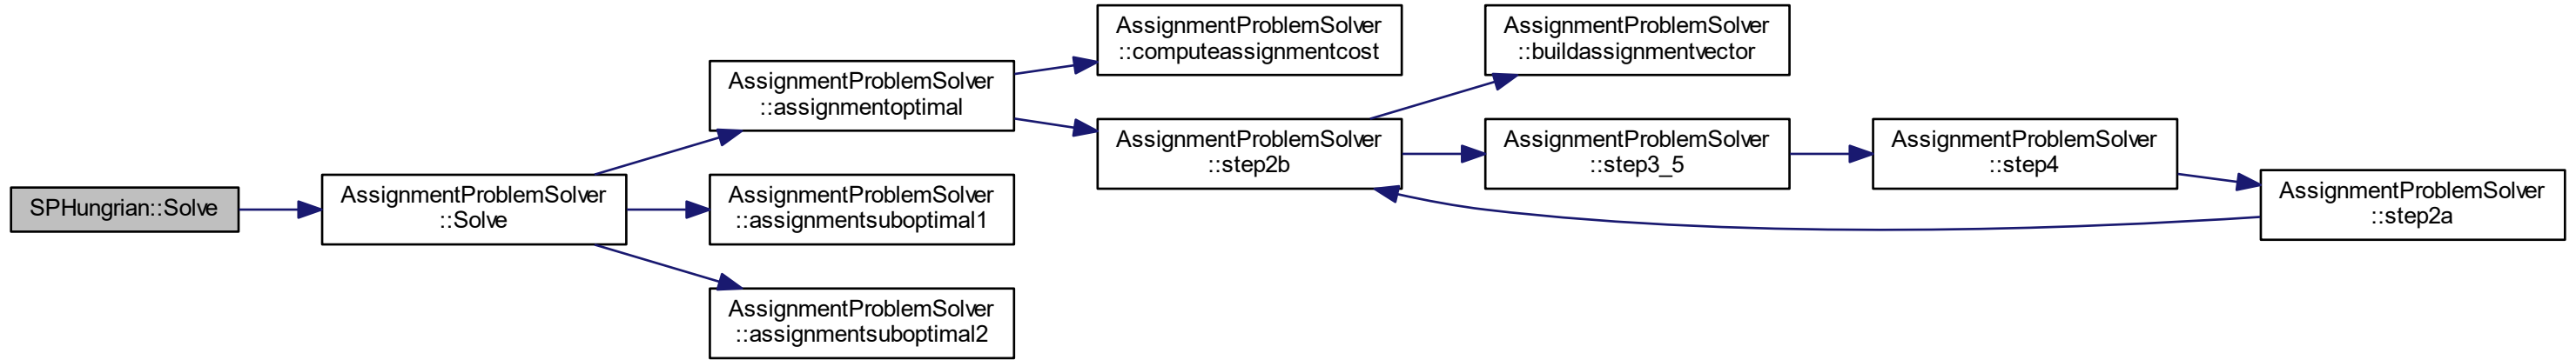 SPHungrian::Solve
AssignmentProblemSolver
::Solve
AssignmentProblemSolver
::assignmentoptimal
AssignmentProblemSolver
::assignmentsuboptimal1
AssignmentProblemSolver
::assignmentsuboptimal2
AssignmentProblemSolver
::computeassignmentcost
AssignmentProblemSolver
::step2b
AssignmentProblemSolver
::buildassignmentvector
AssignmentProblemSolver
::step3_5
AssignmentProblemSolver
::step4
AssignmentProblemSolver
::step2a